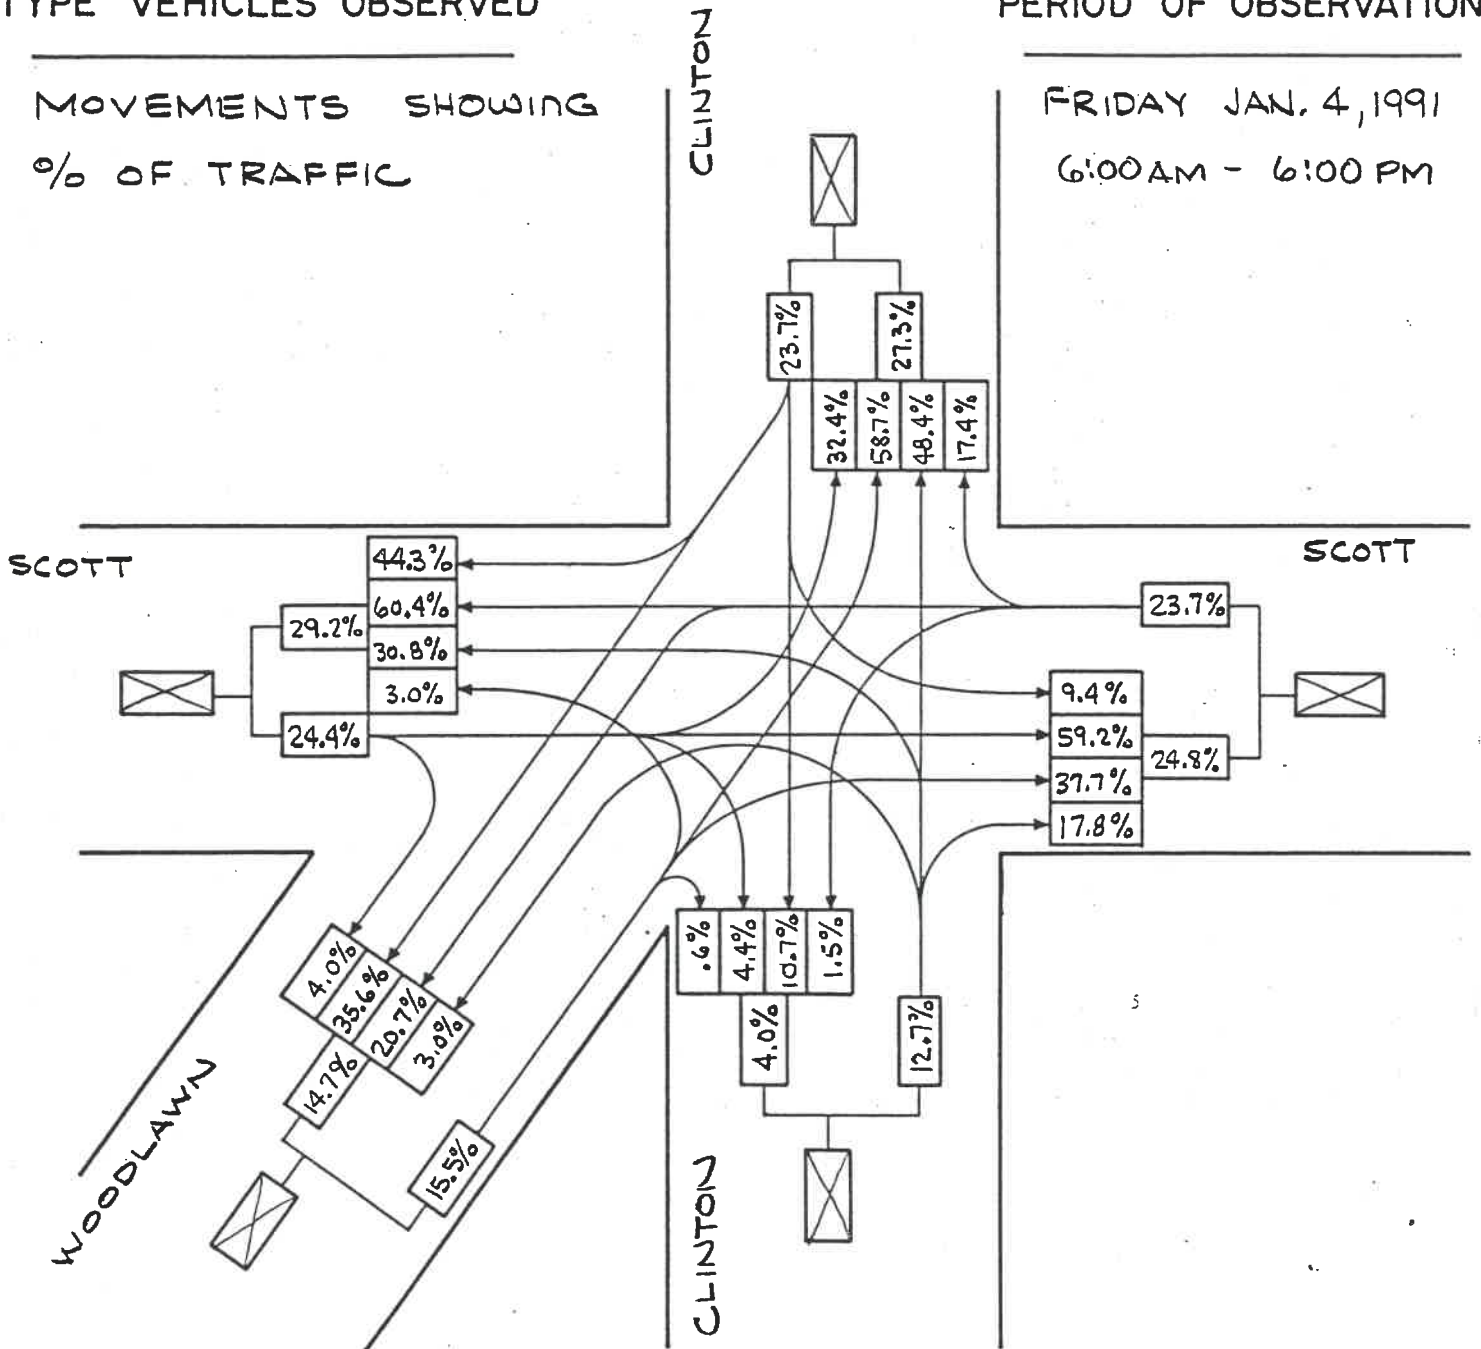 TYPE VEHICLES OBSERVED
PERIOD OF OBSERVATION
MOVEMENTS SHOWING
% OF TRAFFIC
FRIDAY JAN. 4, 1991
6:00 AM - 6:00 PM
CLINTON
23.7%
27.3%
32.4%
58.7%
48.4%
17.4%
SCOTT
SCOTT
44.3%
60.4%
29.2%
30.8%
3.0%
24.4%
23.7%
9.4%
59.2%
24.8%
37.7%
17.8%
.6%
4.4%
10.7%
1.5%
4.0%
12.7%
4.0%
35.6%
20.7%
3.0%
14.7%
15.5%
WOODLAWN
CLINTON